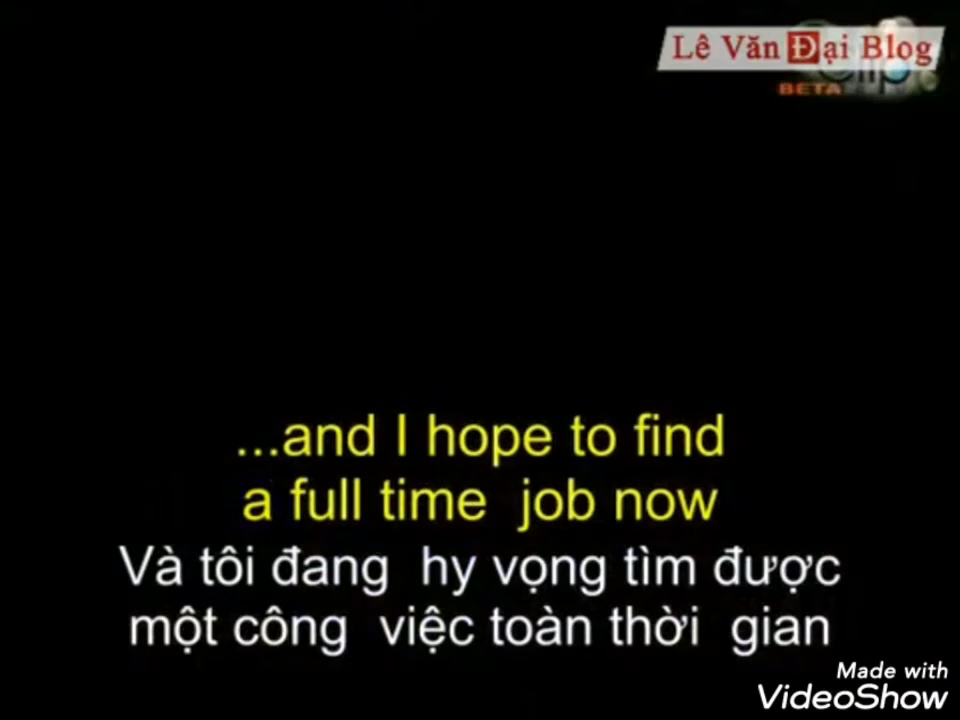 Lê Văn Đại Blog
Clip
BETA
...and I hope to find
a full time job now
Và tôi đang hy vọng tìm được
một công việc toàn thời gian
Made with
VideoShow